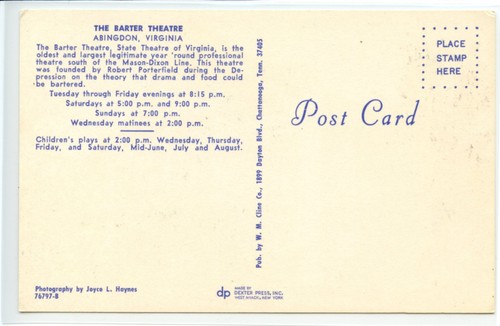 THE BARTER THEATRE
ABINGDON, VIRGINIA
The Barter Theatre, State Theatre of Virginia, is the
oldest and largest legitimate year 'round professional
theatre south of the Mason-Dixon Line. This theatre
was founded by Robert Porterfield during the De-
pression on the theory that drama and food could
be bartered.
Tuesday through Friday evenings at 8:15 p.m.
Saturdays at 5:00 p.m. and 9:00 p.m.
Sundays at 7:00 p.m.
Wednesday matinees at 2:00 p.m.
Children's plays at 2:00 p.m. Wednesday, Thursday,
Friday, and Saturday, Mid-June, July and August.
Photography by Joyce L. Haynes
76797-B
Pub. by W. M. Cline Co., 1899 Dayton Blvd., Chattanooga, Tenn. 37405
dp
MADE BY
DEXTER PRESS, INC.
WEST NYACK, NEW YORK
Post Card
PLACE
STAMP
HERE